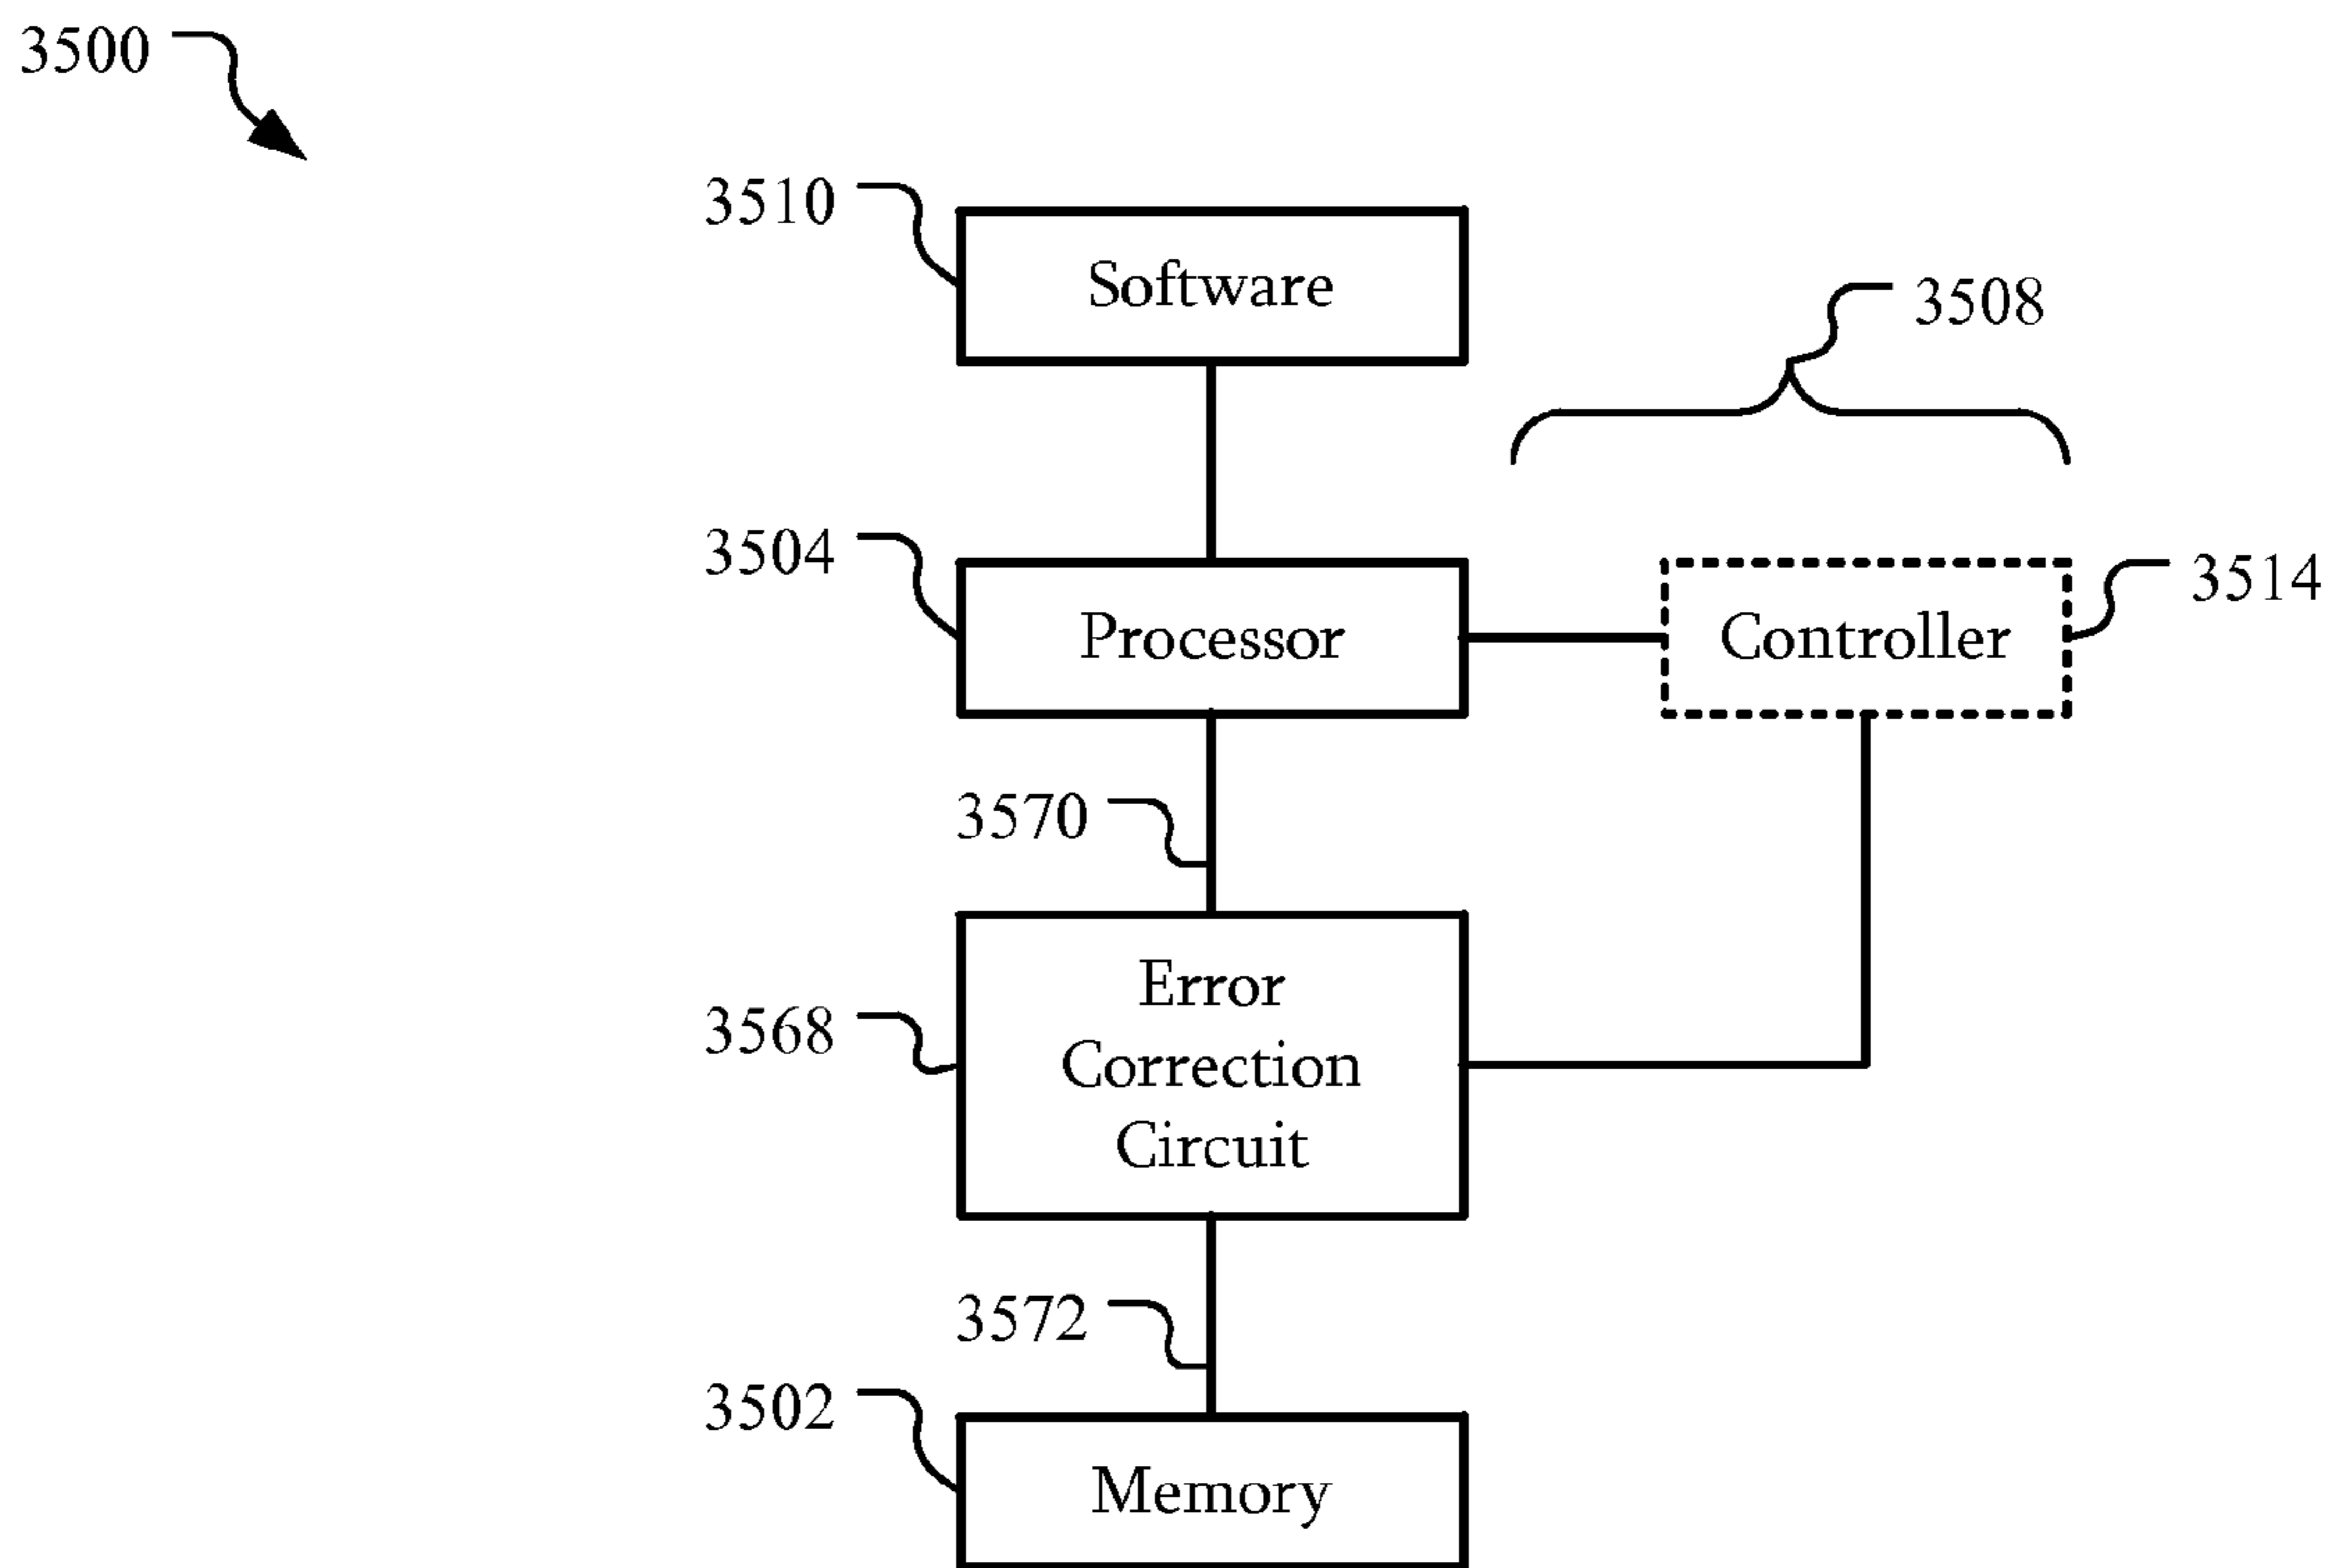 3500
3510
Software
3508
3504
Processor
Controller
3514
3570
Error
Correction
Circuit
3568
3572
3502
Memory